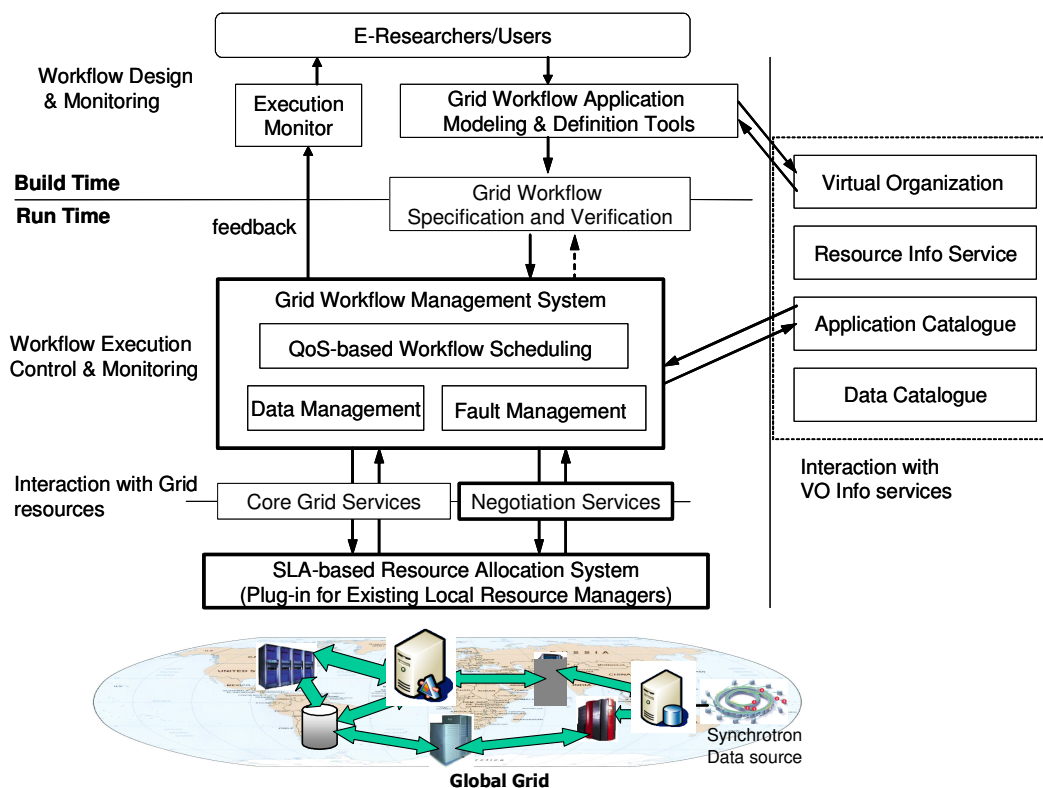 E-Researchers/Users
Workflow Design
& Monitoring
Execution
Monitor
Grid Workflow Application
Modeling & Definition Tools
Build Time
Run Time
feedback
Grid Workflow
Specification and Verification
Virtual Organization
Resource Info Service
Application Catalogue
Data Catalogue
Interaction with
VO Info services
Workflow Execution
Control & Monitoring
Grid Workflow Management System
QoS-based Workflow Scheduling
Data Management
Fault Management
Interaction with Grid
resources
Core Grid Services
Negotiation Services
SLA-based Resource Allocation System
(Plug-in for Existing Local Resource Managers)
Synchrotron
Data source
Global Grid